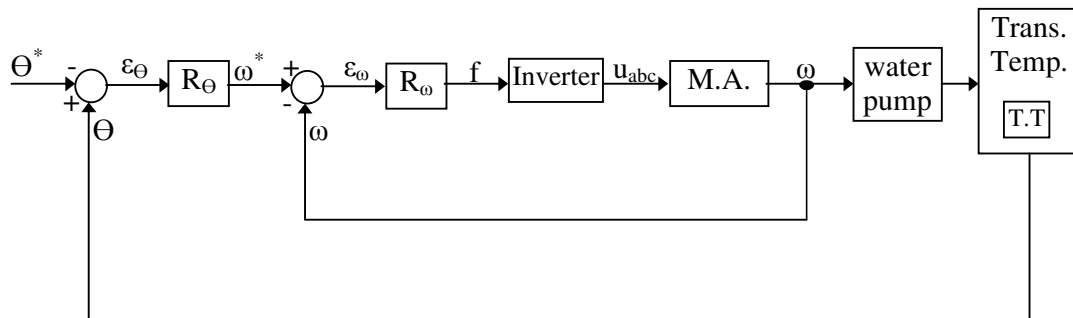 Θ*
-
+
Θ
εΘ
RΘ
ω*
+
-
ω
εω
Rω
f
Inverter
uabc
M.A.
ω
water
pump
Trans.
Temp.
T.T